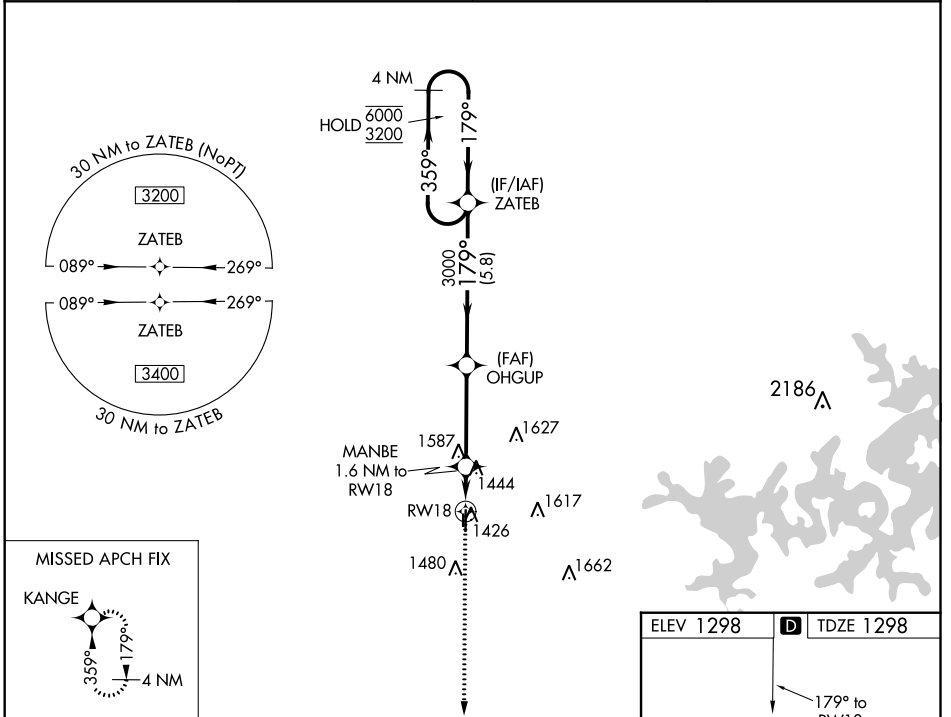 4 NM
HOLD 6000
3200
179°
359°
(IF/IAF)
ZATEB
30 NM to ZATEB (NoPT)
3200
ZATEB
089°
269°
089°
269°
ZATEB
3400
30 NM to ZATEB
3000
179°
(5.8)
(FAF)
OHGUP
2186
1587
1627
MANBE
1.6 NM to
RW18
1444
RW18
1426
1617
1480
1662
MISSED APCH FIX
KANGE
359°
179°
4 NM
ELEV 1298
D
TDZE 1298
179° to
RW18